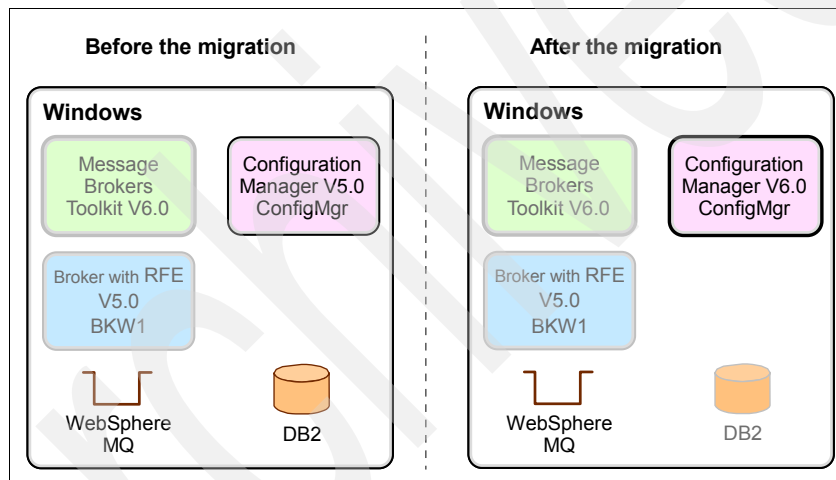 Before the migration
Windows
Message
Brokers
Toolkit V6.0
Configuration
Manager V5.0
ConfigMgr
Broker with RFE
V5.0
BKW1
WebSphere
MQ
DB2
After the migration
Windows
Message
Brokers
Toolkit V6.0
Configuration
Manager V6.0
ConfigMgr
Broker with RFE
V5.0
BKW1
WebSphere
MQ
DB2